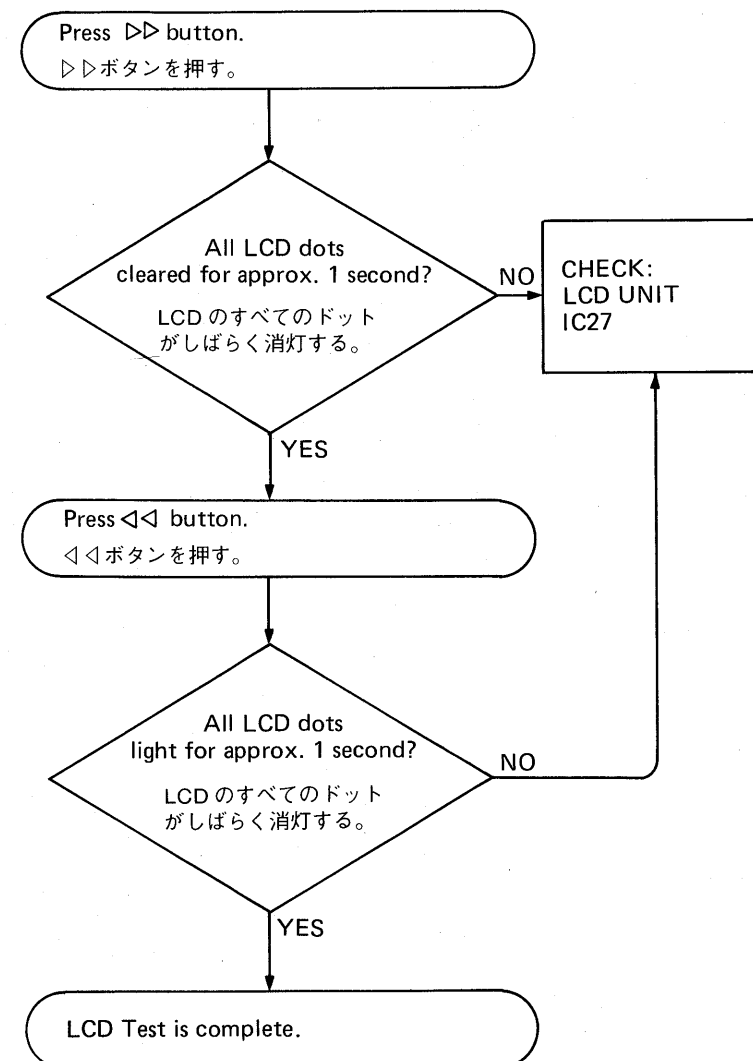 Press ▷▷ button.
▷▷ボタンを押す。
All LCD dots
cleared for approx. 1 second?
LCD のすべてのドット
がしばらく消灯する。
NO
CHECK:
LCD UNIT
IC27
YES
Press ◁◁ button.
◁◁ボタンを押す。
All LCD dots
light for approx. 1 second?
LCD のすべてのドット
がしばらく消灯する。
NO
YES
LCD Test is complete.